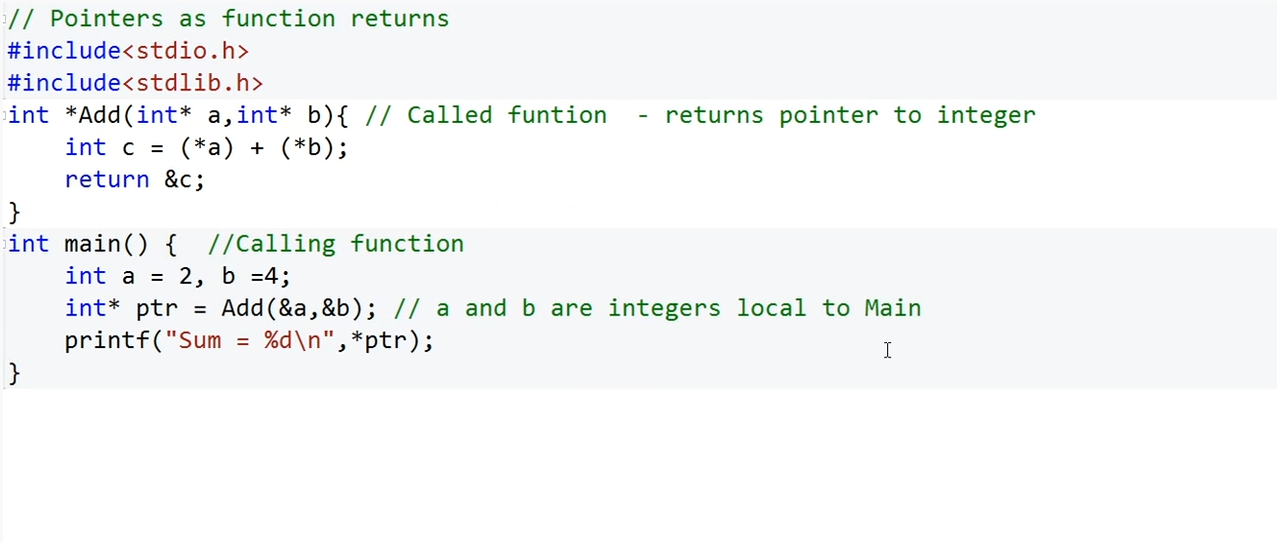 // Pointers as function returns
#include<stdio.h>
#include<stdlib.h>
int *Add(int* a,int* b){ // Called funtion  - returns pointer to integer
    int c = (*a) + (*b);
    return &c;
}
int main() {  //Calling function
    int a = 2, b =4;
    int* ptr = Add(&a,&b); // a and b are integers local to Main
    printf("Sum = %d\n",*ptr);
}